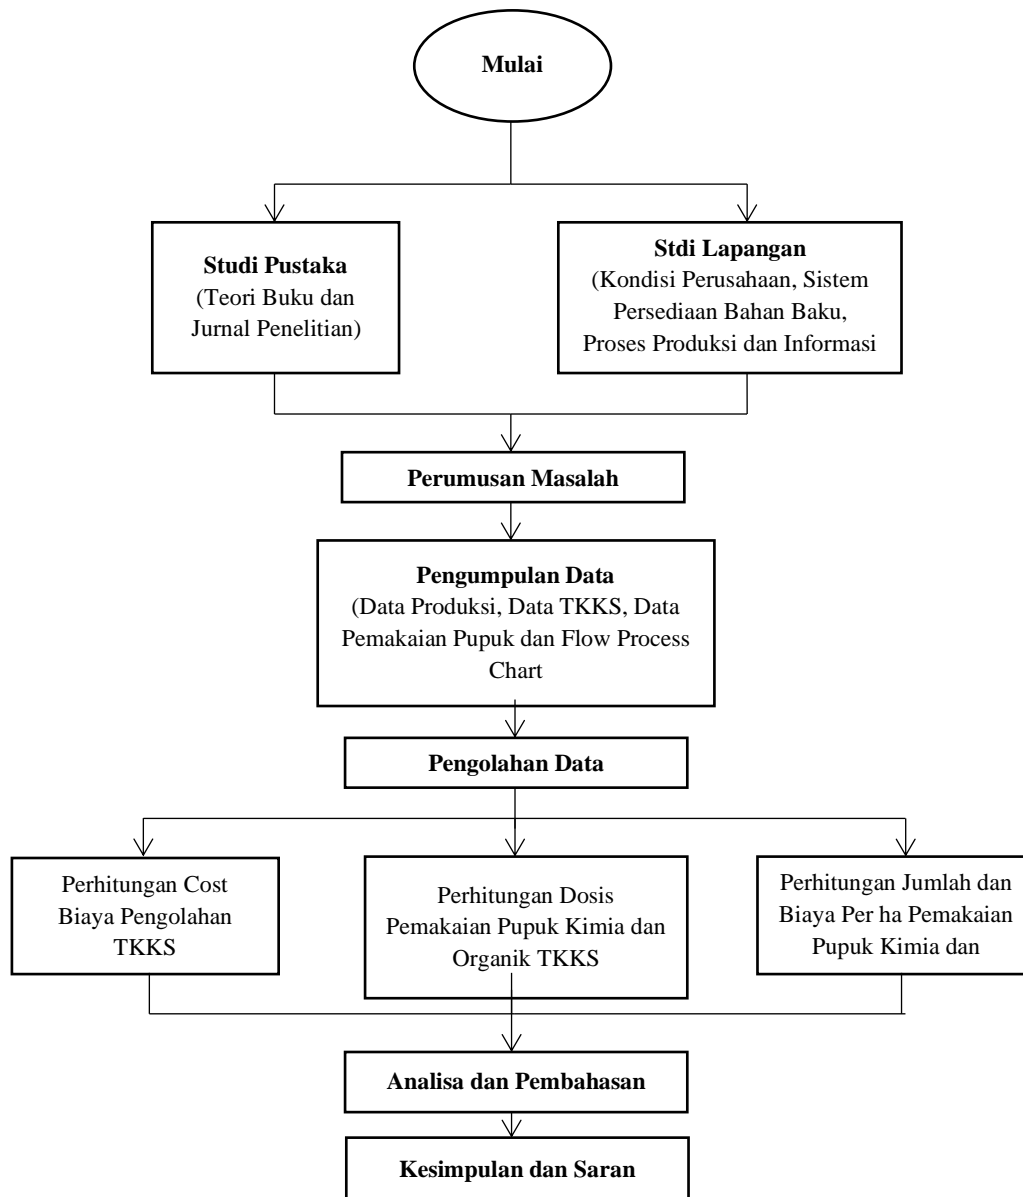 Mulai
Studi Pustaka
(Teori Buku dan
Jurnal Penelitian)
Stdi Lapangan
(Kondisi Perusahaan, Sistem
Persediaan Bahan Baku,
Proses Produksi dan Informasi
Perumusan Masalah
Pengumpulan Data
(Data Produksi, Data TKKS, Data
Pemakaian Pupuk dan Flow Process
Chart
Pengolahan Data
Perhitungan Cost
Biaya Pengolahan
TKKS
Perhitungan Dosis
Pemakaian Pupuk Kimia dan
Organik TKKS
Perhitungan Jumlah dan
Biaya Per ha Pemakaian
Pupuk Kimia dan
Analisa dan Pembahasan
Kesimpulan dan Saran